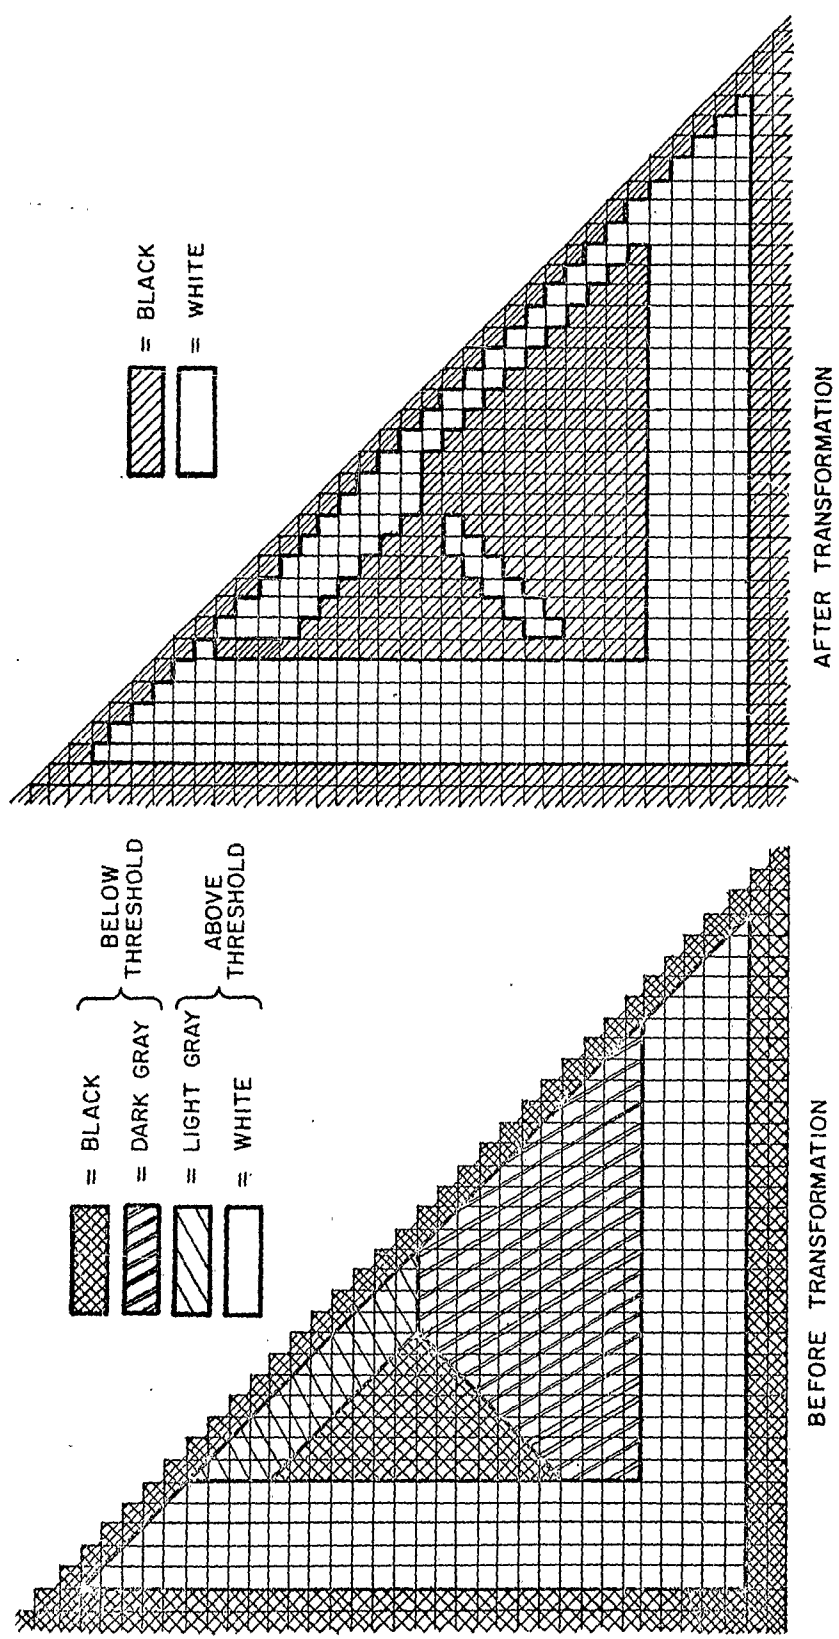 = BLACK
= DARK GRAY
BELOW
THRESHOLD
= LIGHT GRAY
= WHITE
ABOVE
THRESHOLD
BEFORE TRANSFORMATION
= BLACK
= WHITE
AFTER TRANSFORMATION